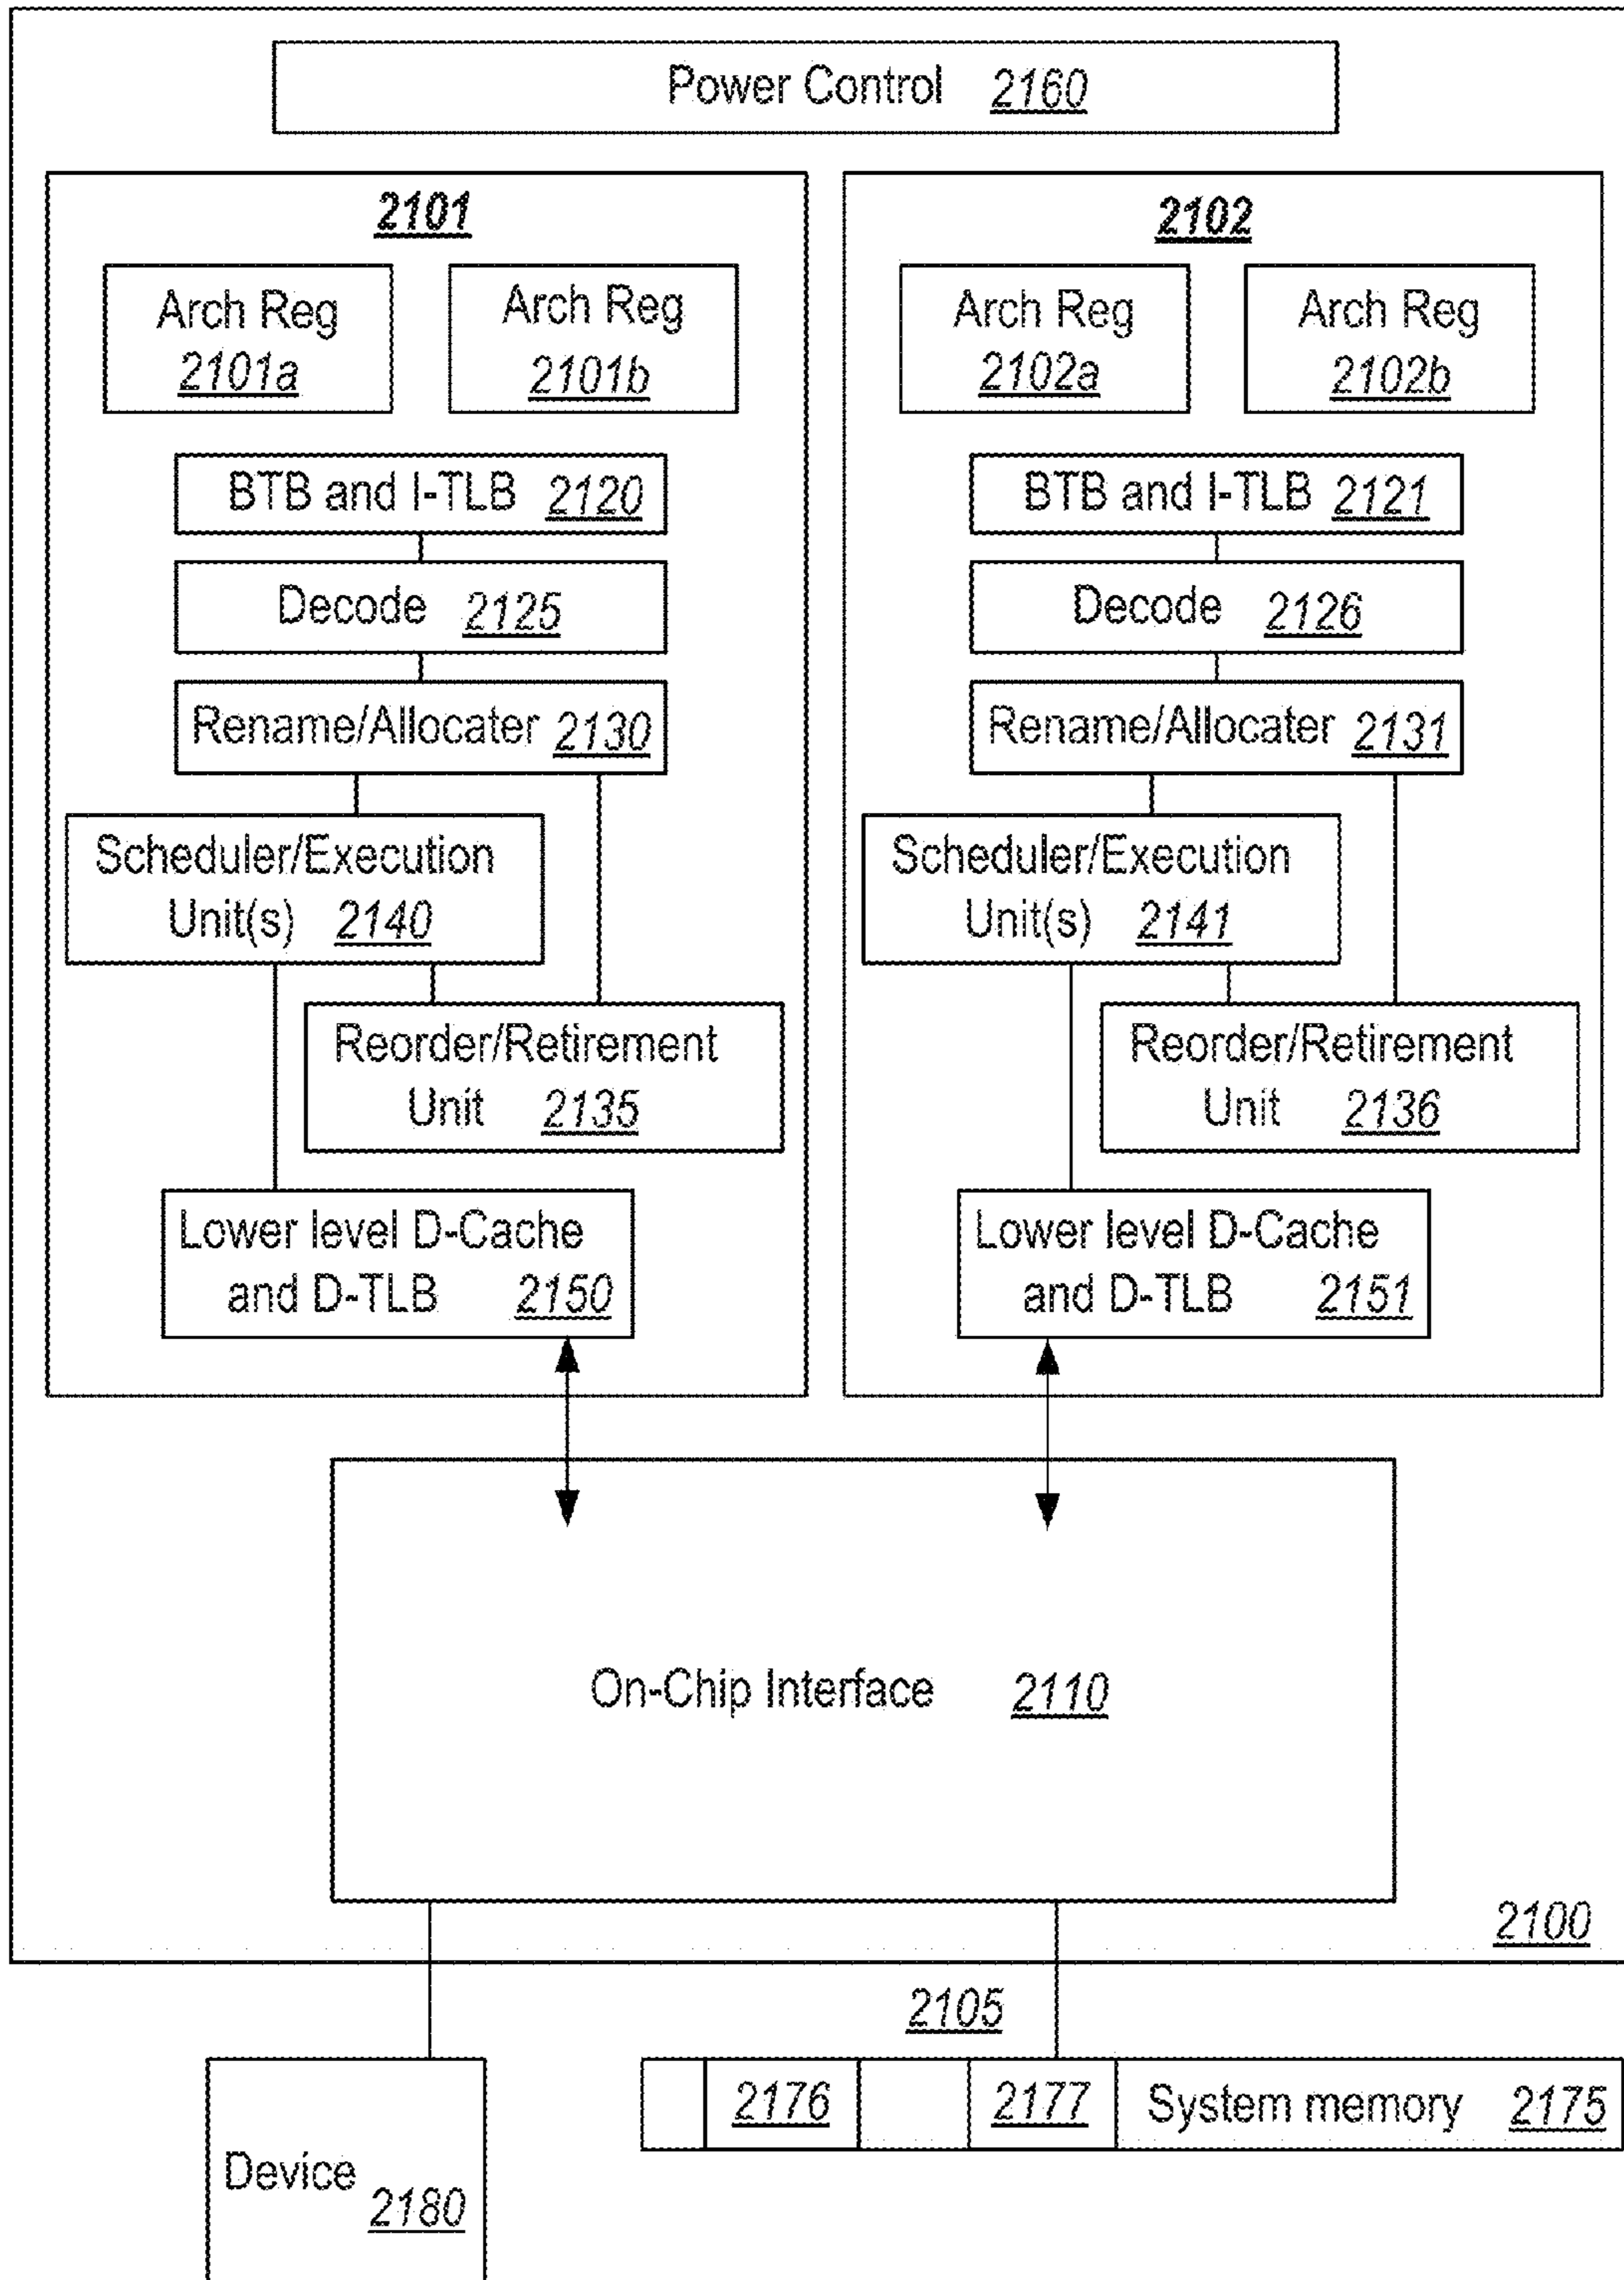 Power Control 2160
2101
Arch Reg
2101a
Arch Reg
2101b
BTB and I-TLB 2120
Decode 2125
Rename/Allocater 2130
Scheduler/Execution
Unit(s) 2140
Reorder/Retirement
Unit 2135
Lower level D-Cache
and D-TLB 2150
2102
Arch Reg
2102a
Arch Reg
2102b
BTB and I-TLB 2121
Decode 2126
Rename/Allocater 2131
Scheduler/Execution
Unit(s) 2141
Reorder/Retirement
Unit 2136
Lower level D-Cache
and D-TLB 2151
On-Chip Interface 2110
2100
2105
2176 2177 System memory 2175
Device 2180